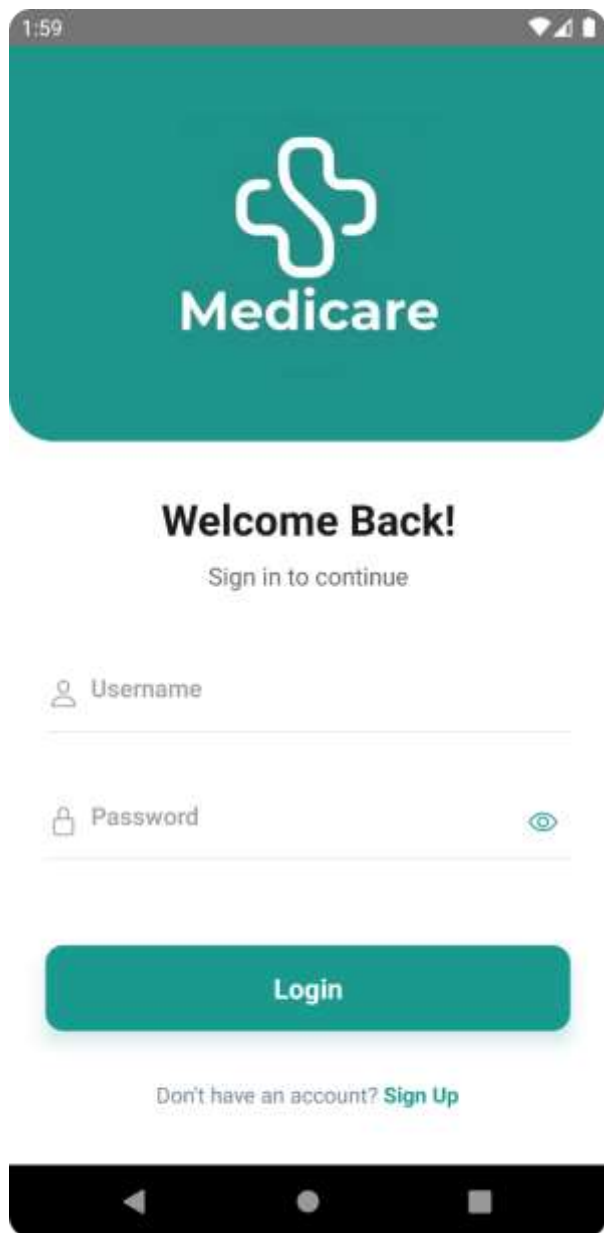 1:59
Medicare
Welcome Back!
Sign in to continue
Username
Password
Login
Don't have an account? Sign Up